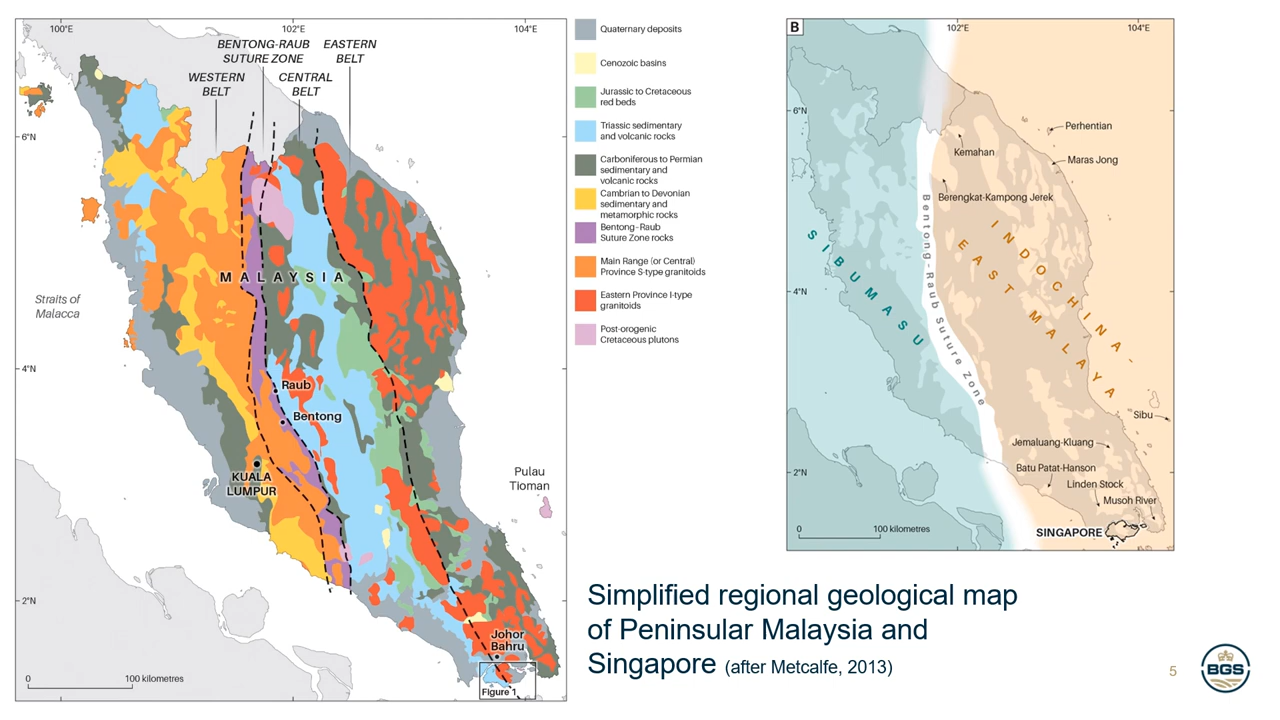 100°E
102°E
104°E
BENTONG-RAUB
SUTURE ZONE
EASTERN
BELT
WESTERN
BELT
CENTRAL
BELT
6°N
4°N
2°N
MALAYSIA
Straits of
Malacca
Raub
Bentong
KUALA
LUMPUR
Pulau
Tioman
Johor
Bahru
Figure 1
0
100 kilometres
Quaternary deposits
Cenozoic basins
Jurassic to Cretaceous
red beds
Triassic sedimentary
and volcanic rocks
Carboniferous to Permian
sedimentary and
volcanic rocks
Cambrian to Devonian
sedimentary and
metamorphic rocks
Bentong-Raub
Suture Zone rocks
Main Range (or Central)
Province S-type granitoids
Eastern Province I-type
granitoids
Post-orogenic
Cretaceous plutons
B
102°E
104°E
6°N
4°N
2°N
Perhentian
Kemahan
Maras Jong
Berengkat-Kampong Jerek
SIBUMASU
Bentong-Raub Suture Zone
INDOCHINA-
EAST MALAYA
Sibu
Jemaluang-Kluang
Batu Patat-Hanson
Linden Stock
Musoh River
SINGAPORE
0
100 kilometres
Simplified regional geological map
of Peninsular Malaysia and
Singapore (after Metcalfe, 2013)
5
BGS